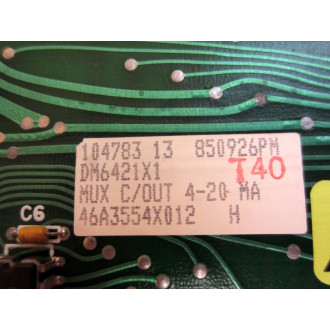 104783 13 850926PM
DM6421X1 T40
MUX C/OUT 4-20 MA
46A3554X012 H
C6